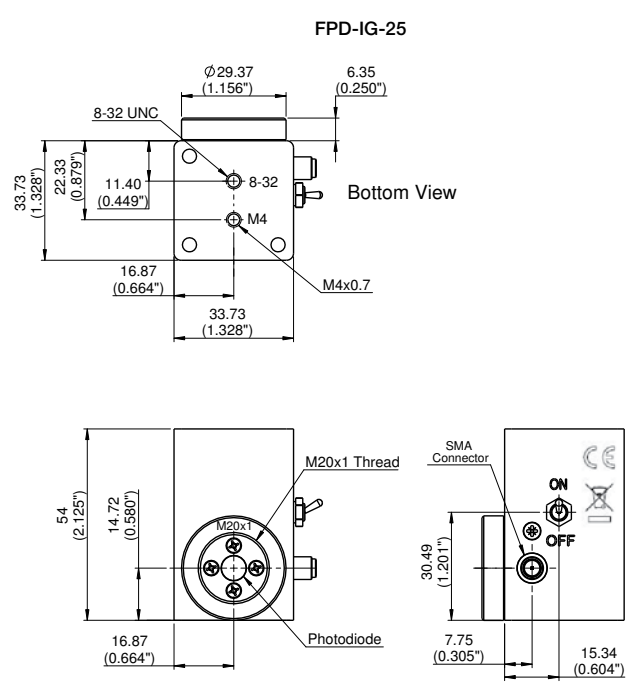 FPD-IG-25
Ø29.37
(1.156")
6.35
(0.250")
8-32 UNC
33.73
(1.328")
22.33
(0.879")
11.40
(0.449")
8-32
M4
Bottom View
16.87
(0.664")
M4x0.7
33.73
(1.328")
54
(2.125")
14.72
(0.580")
M20x1 Thread
M20x1
16.87
(0.664")
Photodiode
SMA
Connector
CE
ON
OFF
30.49
(1.201")
7.75
(0.305")
15.34
(0.604")